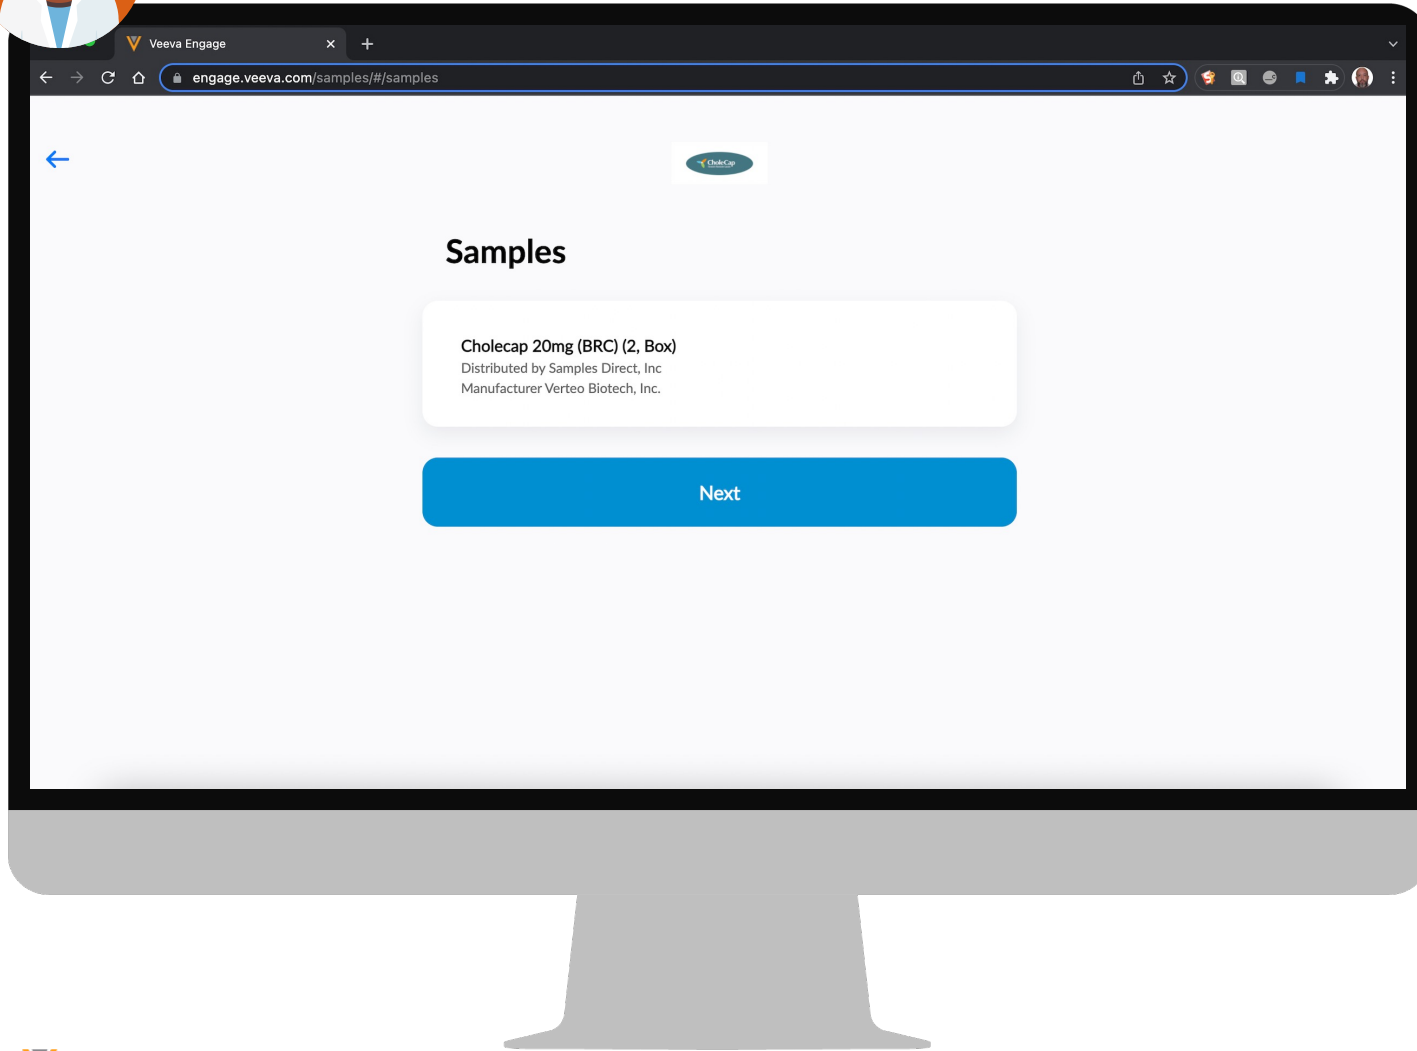 Veeva Engage
engage.veeva.com/samples/#/samples
CholeCap
Samples
Cholecap 20mg (BRC) (2, Box)
Distributed by Samples Direct, Inc
Manufacturer Verteo Biotech, Inc.
Next